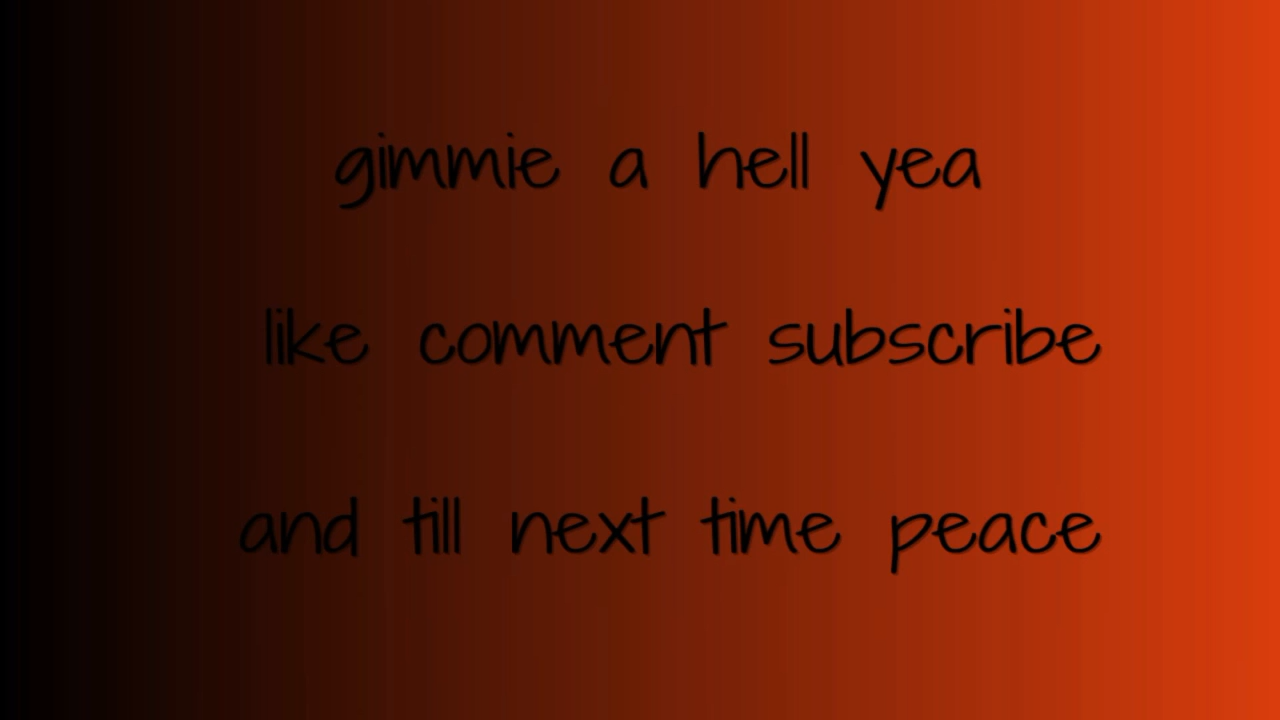 gimmie a hell yea
like comment subscribe
and till next time peace